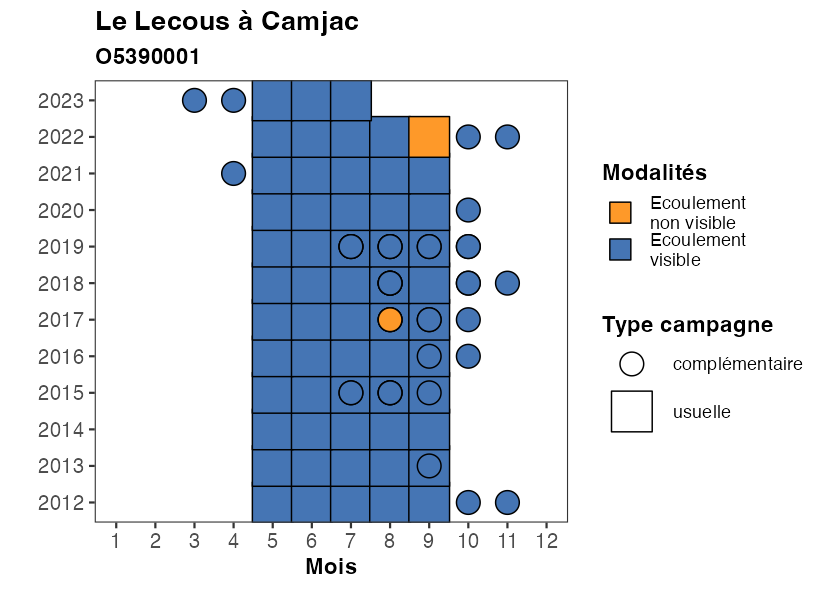 Le Lecous à Camjac
O5390001
2023
2022
2021
2020
2019
2018
2017
2016
2015
2014
2013
2012
1 2 3 4 5 6 7 8 9 10 11 12
Mois
Modalités
Ecoulement
non visible
Ecoulement
visible
Type campagne
complémentaire
usuelle